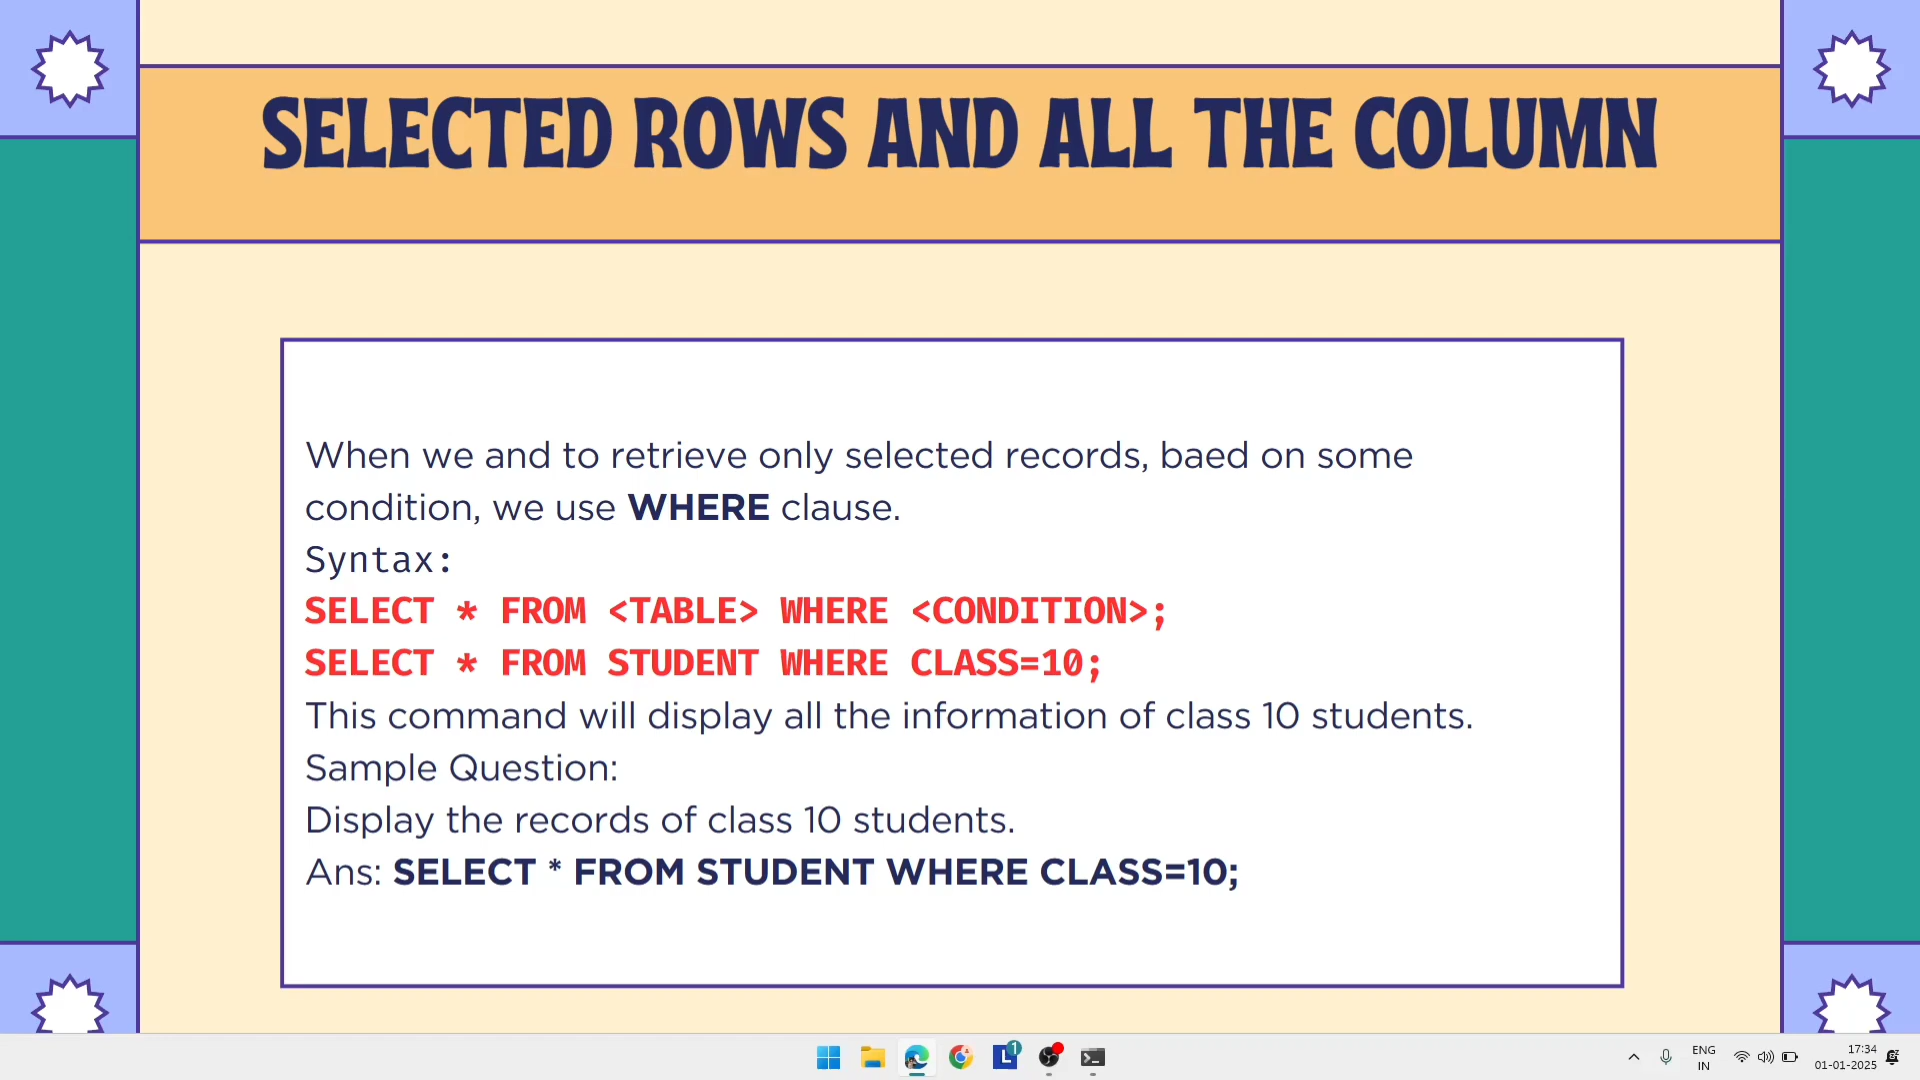 SELECTED ROWS AND ALL THE COLUMN
When we and to retrieve only selected records, baed on some
condition, we use WHERE clause.
Syntax:
SELECT * FROM <TABLE> WHERE <CONDITION>;
SELECT * FROM STUDENT WHERE CLASS=10;
This command will display all the information of class 10 students.
Sample Question:
Display the records of class 10 students.
Ans: SELECT * FROM STUDENT WHERE CLASS=10;
L 1
ENG
IN
17:34
01-01-2025